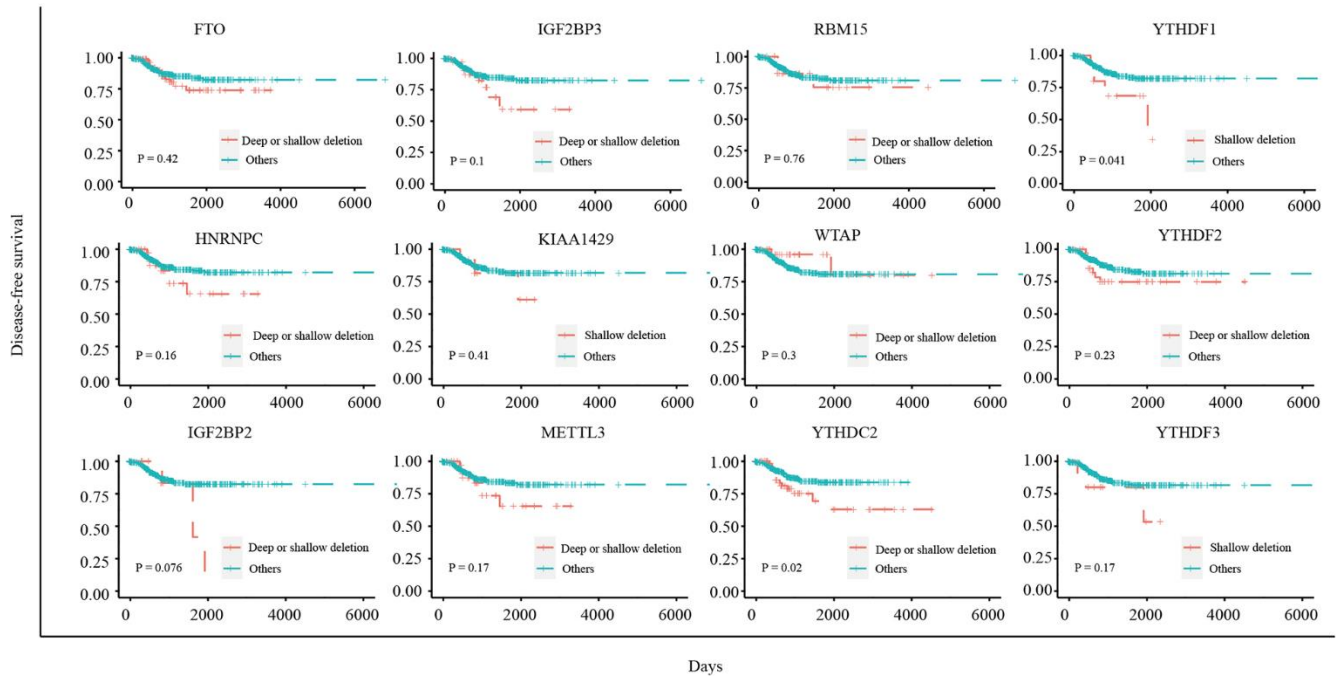 Disease-free survival
FTO
1.00
0.75
0.50
0.25
0.00
Deep or shallow deletion
Others
P = 0.42
0 2000 4000 6000
IGF2BP3
1.00
0.75
0.50
0.25
0.00
Deep or shallow deletion
Others
P = 0.1
0 2000 4000 6000
RBM15
1.00
0.75
0.50
0.25
0.00
Deep or shallow deletion
Others
P = 0.76
0 2000 4000 6000
YTHDF1
1.00
0.75
0.50
0.25
0.00
Shallow deletion
Others
P = 0.041
0 2000 4000 6000
HNRNPC
1.00
0.75
0.50
0.25
0.00
Deep or shallow deletion
Others
P = 0.16
0 2000 4000 6000
KIAA1429
1.00
0.75
0.50
0.25
0.00
Shallow deletion
Others
P = 0.41
0 2000 4000 6000
WTAP
1.00
0.75
0.50
0.25
0.00
Deep or shallow deletion
Others
P = 0.3
0 2000 4000 6000
YTHDF2
1.00
0.75
0.50
0.25
0.00
Deep or shallow deletion
Others
P = 0.23
0 2000 4000 6000
IGF2BP2
1.00
0.75
0.50
0.25
0.00
Deep or shallow deletion
Others
P = 0.076
0 2000 4000 6000
METTL3
1.00
0.75
0.50
0.25
0.00
Deep or shallow deletion
Others
P = 0.17
0 2000 4000 6000
YTHDC2
1.00
0.75
0.50
0.25
0.00
Deep or shallow deletion
Others
P = 0.02
0 2000 4000 6000
YTHDF3
1.00
0.75
0.50
0.25
0.00
Shallow deletion
Others
P = 0.17
0 2000 4000 6000
Days